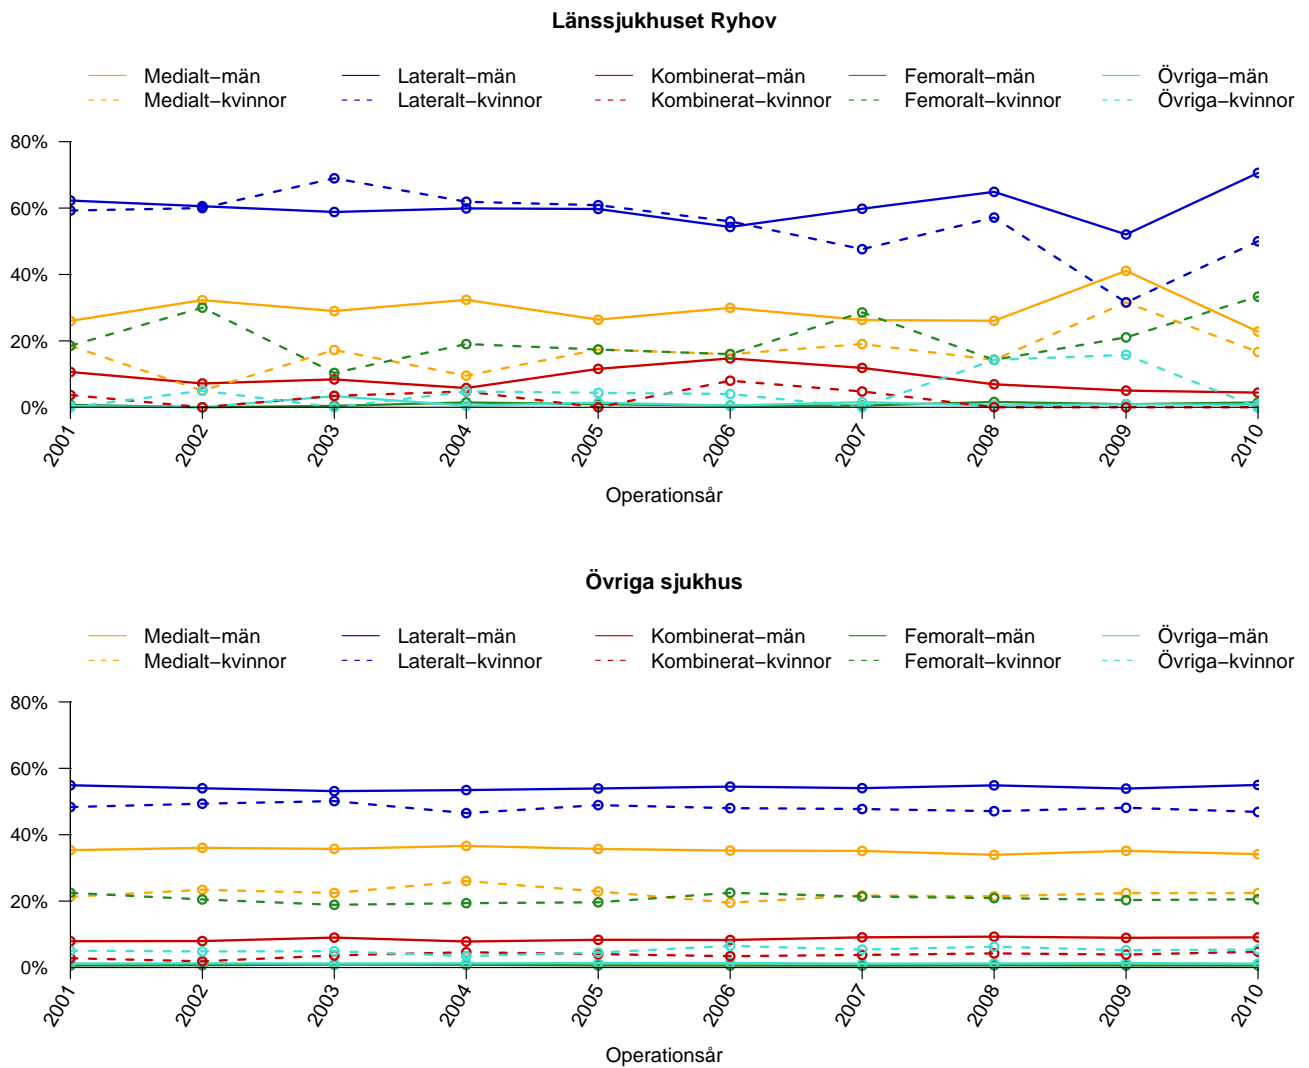 Länssjukhuset Ryhov
Medialt−män Lateralt−män Kombinerat−män Femoralt−män Övriga−män
Medialt−kvinnor Lateralt−kvinnor Kombinerat−kvinnor Femoralt−kvinnor Övriga−kvinnor
80%
60%
40%
20%
0%
2001 2002 2003 2004 2005 2006 2007 2008 2009 2010
Operationsår
Övriga sjukhus
Medialt−män Lateralt−män Kombinerat−män Femoralt−män Övriga−män
Medialt−kvinnor Lateralt−kvinnor Kombinerat−kvinnor Femoralt−kvinnor Övriga−kvinnor
80%
60%
40%
20%
0%
2001 2002 2003 2004 2005 2006 2007 2008 2009 2010
Operationsår